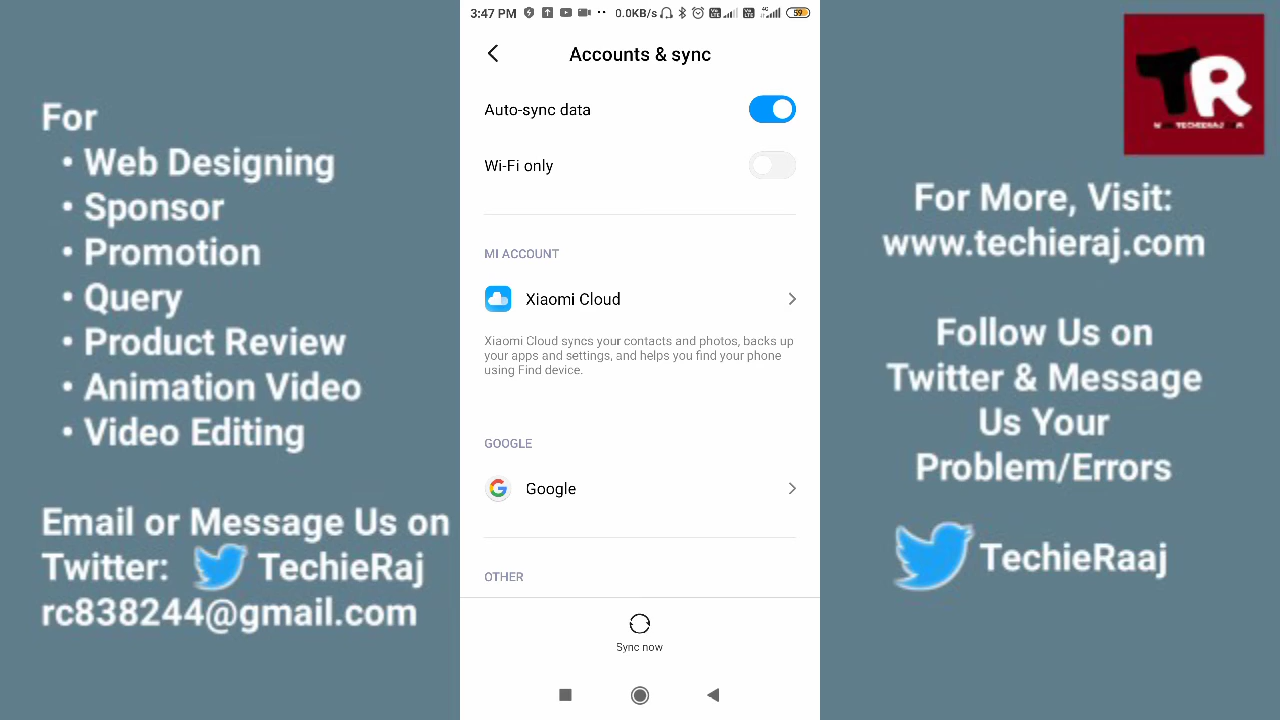 For
• Web Designing
• Sponsor
• Promotion
• Query
• Product Review
• Animation Video
• Video Editing
Email or Message Us on
Twitter: TechieRaj
rc838244@gmail.com
3:47 PM
0.0KB/s
4G
59
Accounts & sync
Auto-sync data
Wi-Fi only
MI ACCOUNT
Xiaomi Cloud
Xiaomi Cloud syncs your contacts and photos, backs up
your apps and settings, and helps you find your phone
using Find device.
GOOGLE
Google
OTHER
Sync now
TR
For More, Visit:
www.techieraj.com
Follow Us on
Twitter & Message
Us Your
Problem/Errors
TechieRaaj